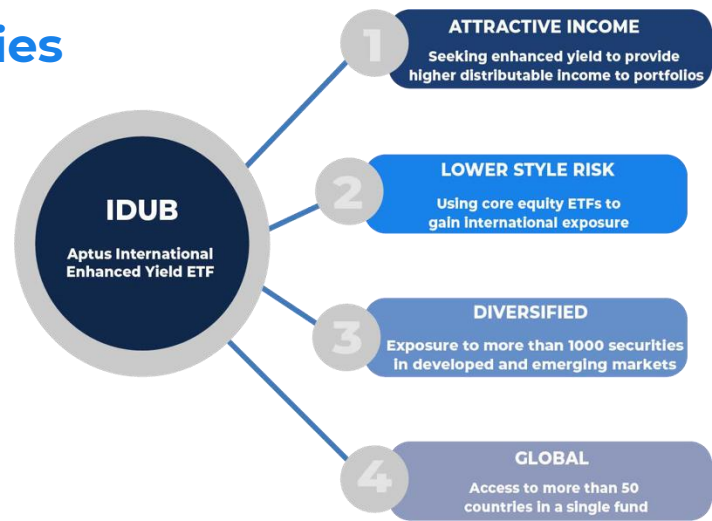 ies
IDUB
Aptus International
Enhanced Yield ETF
1
ATTRACTIVE INCOME
Seeking enhanced yield to provide
higher distributable income to portfolios
2
LOWER STYLE RISK
Using core equity ETFs to
gain international exposure
3
DIVERSIFIED
Exposure to more than 1000 securities
in developed and emerging markets
4
GLOBAL
Access to more than 50
countries in a single fund